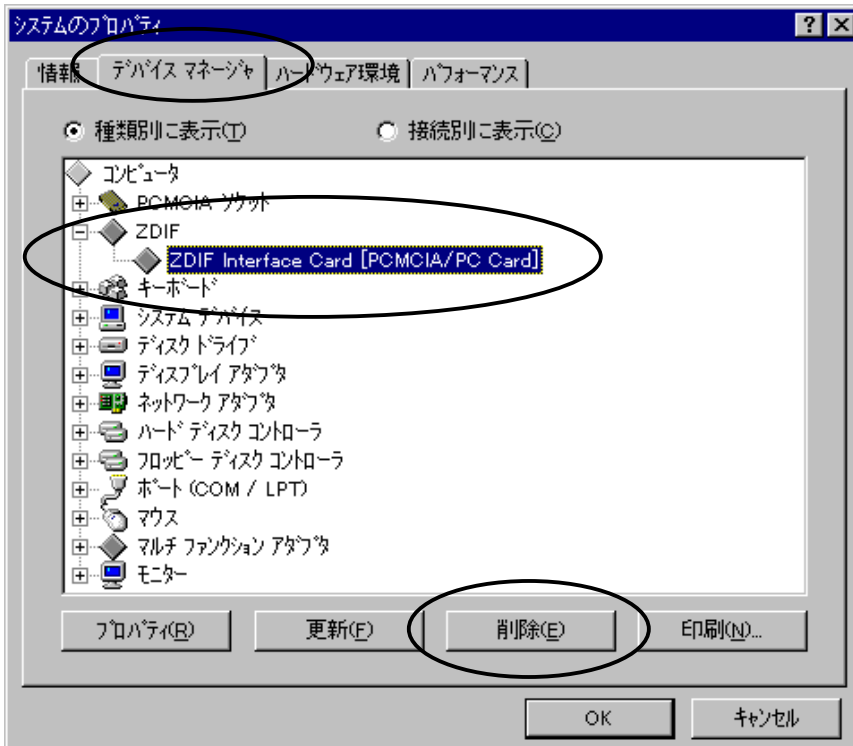 システムのプロパティ
情報 デバイス マネージャ ハードウェア環境 パフォーマンス
種類別に表示(T) 接続別に表示(C)
コンピュータ
PCMCIA ソケット
ZDIF
ZDIF Interface Card [PCMCIA/PC Card]
キーボード
システム デバイス
ディスク ドライブ
ディスプレイ アダプタ
ネットワーク アダプタ
ハード ディスク コントローラ
フロッピー ディスク コントローラ
ポート (COM / LPT)
マウス
マルチ ファンクション アダプタ
モニター
プロパティ(R) 更新(F) 削除(E) 印刷(N)...
OK キャンセル